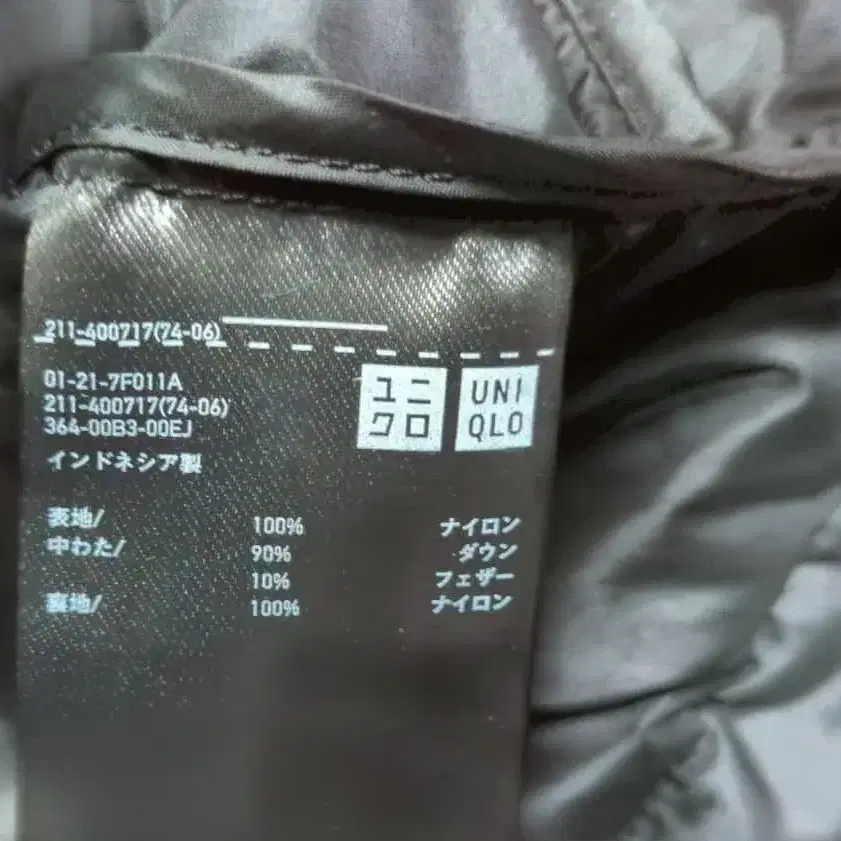 211-400717(74-06)
01-21-7F011A
211-400717(74-06)
364-00B3-00EJ
インドネシア製
ユニ
クロ
UNI
QLO
表地/ 100% ナイロン
中わた/ 90% ダウン
10% フェザー
裏地/ 100% ナイロン